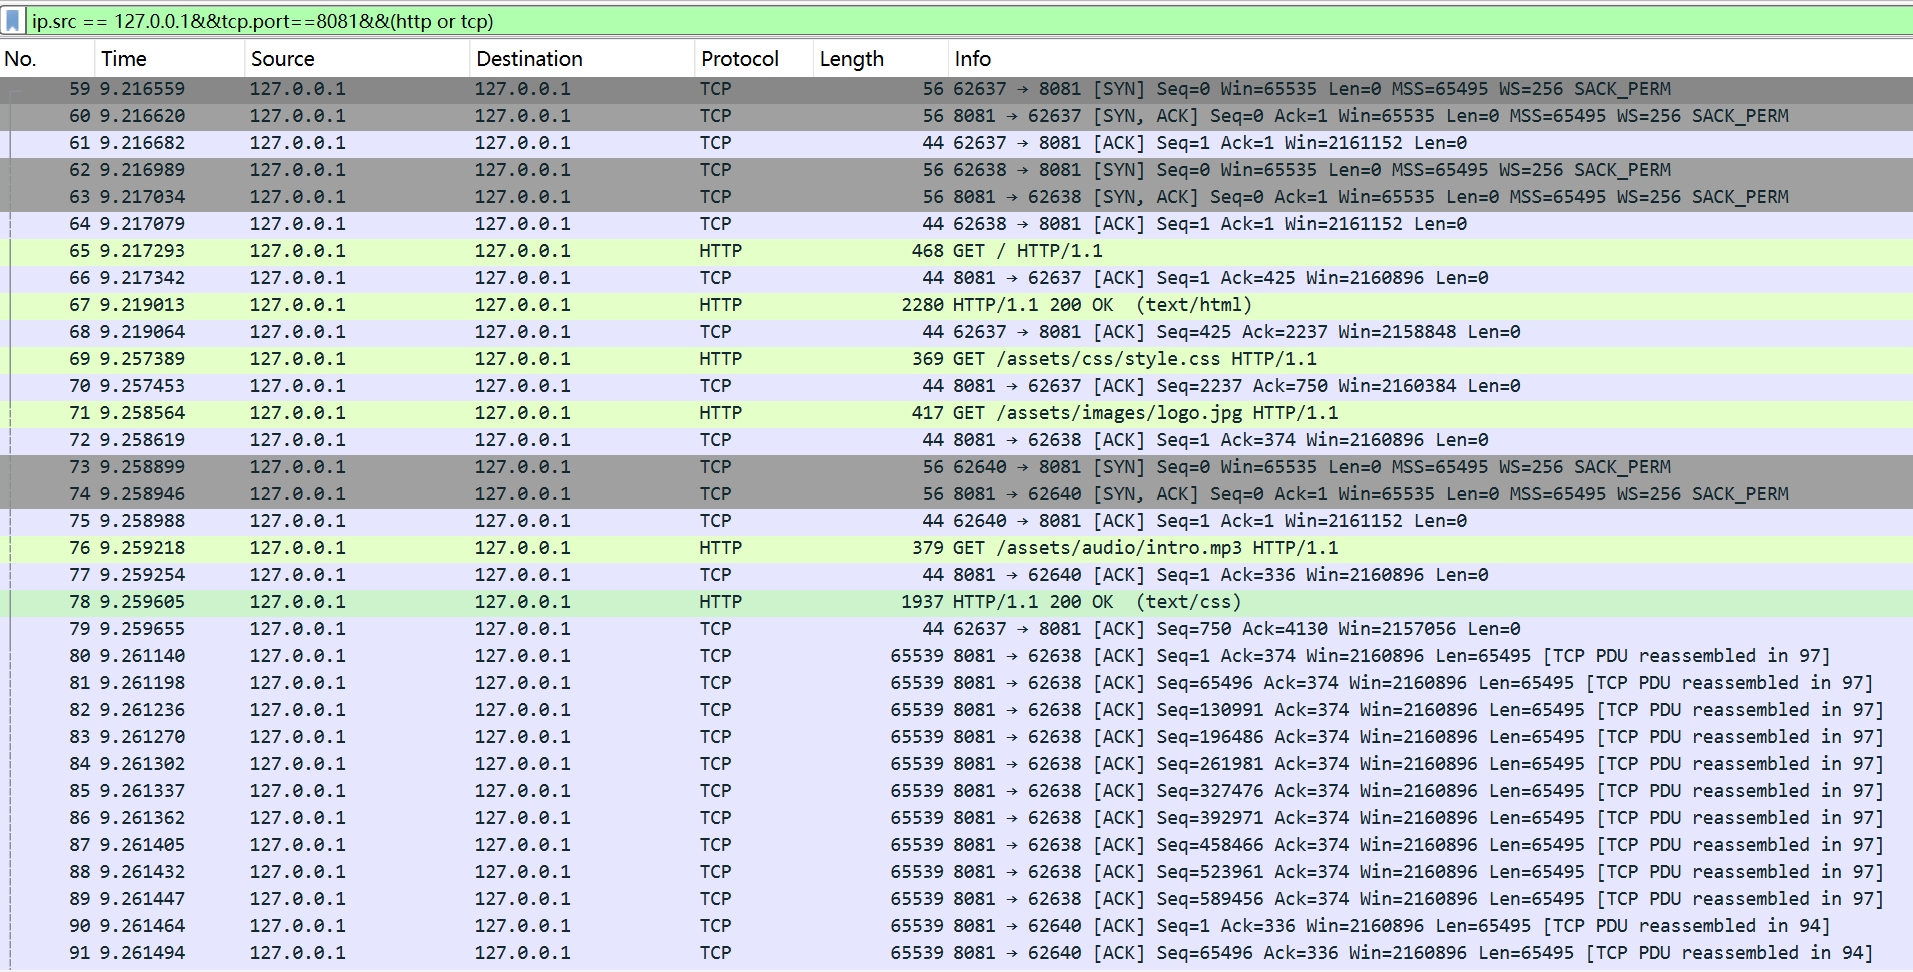 ip.src == 127.0.0.1&&tcp.port==8081&&(http or tcp)
No. Time Source Destination Protocol Length Info
59 9.216559 127.0.0.1 127.0.0.1 TCP 56 62637 → 8081 [SYN] Seq=0 Win=65535 Len=0 MSS=65495 WS=256 SACK_PERM
60 9.216620 127.0.0.1 127.0.0.1 TCP 56 8081 → 62637 [SYN, ACK] Seq=0 Ack=1 Win=65535 Len=0 MSS=65495 WS=256 SACK_PERM
61 9.216682 127.0.0.1 127.0.0.1 TCP 44 62637 → 8081 [ACK] Seq=1 Ack=1 Win=2161152 Len=0
62 9.216989 127.0.0.1 127.0.0.1 TCP 56 62638 → 8081 [SYN] Seq=0 Win=65535 Len=0 MSS=65495 WS=256 SACK_PERM
63 9.217034 127.0.0.1 127.0.0.1 TCP 56 8081 → 62638 [SYN, ACK] Seq=0 Ack=1 Win=65535 Len=0 MSS=65495 WS=256 SACK_PERM
64 9.217079 127.0.0.1 127.0.0.1 TCP 44 62638 → 8081 [ACK] Seq=1 Ack=1 Win=2161152 Len=0
65 9.217293 127.0.0.1 127.0.0.1 HTTP 468 GET / HTTP/1.1
66 9.217342 127.0.0.1 127.0.0.1 TCP 44 8081 → 62637 [ACK] Seq=1 Ack=425 Win=2160896 Len=0
67 9.219013 127.0.0.1 127.0.0.1 HTTP 2280 HTTP/1.1 200 OK (text/html)
68 9.219064 127.0.0.1 127.0.0.1 TCP 44 62637 → 8081 [ACK] Seq=425 Ack=2237 Win=2158848 Len=0
69 9.257389 127.0.0.1 127.0.0.1 HTTP 369 GET /assets/css/style.css HTTP/1.1
70 9.257453 127.0.0.1 127.0.0.1 TCP 44 8081 → 62637 [ACK] Seq=2237 Ack=750 Win=2160384 Len=0
71 9.258564 127.0.0.1 127.0.0.1 HTTP 417 GET /assets/images/logo.jpg HTTP/1.1
72 9.258619 127.0.0.1 127.0.0.1 TCP 44 8081 → 62638 [ACK] Seq=1 Ack=374 Win=2160896 Len=0
73 9.258899 127.0.0.1 127.0.0.1 TCP 56 62640 → 8081 [SYN] Seq=0 Win=65535 Len=0 MSS=65495 WS=256 SACK_PERM
74 9.258946 127.0.0.1 127.0.0.1 TCP 56 8081 → 62640 [SYN, ACK] Seq=0 Ack=1 Win=65535 Len=0 MSS=65495 WS=256 SACK_PERM
75 9.258988 127.0.0.1 127.0.0.1 TCP 44 62640 → 8081 [ACK] Seq=1 Ack=1 Win=2161152 Len=0
76 9.259218 127.0.0.1 127.0.0.1 HTTP 379 GET /assets/audio/intro.mp3 HTTP/1.1
77 9.259254 127.0.0.1 127.0.0.1 TCP 44 8081 → 62640 [ACK] Seq=1 Ack=336 Win=2160896 Len=0
78 9.259605 127.0.0.1 127.0.0.1 HTTP 1937 HTTP/1.1 200 OK (text/css)
79 9.259655 127.0.0.1 127.0.0.1 TCP 44 62637 → 8081 [ACK] Seq=750 Ack=4130 Win=2157056 Len=0
80 9.261140 127.0.0.1 127.0.0.1 TCP 65539 8081 → 62638 [ACK] Seq=1 Ack=374 Win=2160896 Len=65495 [TCP PDU reassembled in 97]
81 9.261198 127.0.0.1 127.0.0.1 TCP 65539 8081 → 62638 [ACK] Seq=65496 Ack=374 Win=2160896 Len=65495 [TCP PDU reassembled in 97]
82 9.261236 127.0.0.1 127.0.0.1 TCP 65539 8081 → 62638 [ACK] Seq=130991 Ack=374 Win=2160896 Len=65495 [TCP PDU reassembled in 97]
83 9.261270 127.0.0.1 127.0.0.1 TCP 65539 8081 → 62638 [ACK] Seq=196486 Ack=374 Win=2160896 Len=65495 [TCP PDU reassembled in 97]
84 9.261302 127.0.0.1 127.0.0.1 TCP 65539 8081 → 62638 [ACK] Seq=261981 Ack=374 Win=2160896 Len=65495 [TCP PDU reassembled in 97]
85 9.261337 127.0.0.1 127.0.0.1 TCP 65539 8081 → 62638 [ACK] Seq=327476 Ack=374 Win=2160896 Len=65495 [TCP PDU reassembled in 97]
86 9.261362 127.0.0.1 127.0.0.1 TCP 65539 8081 → 62638 [ACK] Seq=392971 Ack=374 Win=2160896 Len=65495 [TCP PDU reassembled in 97]
87 9.261405 127.0.0.1 127.0.0.1 TCP 65539 8081 → 62638 [ACK] Seq=458466 Ack=374 Win=2160896 Len=65495 [TCP PDU reassembled in 97]
88 9.261432 127.0.0.1 127.0.0.1 TCP 65539 8081 → 62638 [ACK] Seq=523961 Ack=374 Win=2160896 Len=65495 [TCP PDU reassembled in 97]
89 9.261447 127.0.0.1 127.0.0.1 TCP 65539 8081 → 62638 [ACK] Seq=589456 Ack=374 Win=2160896 Len=65495 [TCP PDU reassembled in 97]
90 9.261464 127.0.0.1 127.0.0.1 TCP 65539 8081 → 62640 [ACK] Seq=1 Ack=336 Win=2160896 Len=65495 [TCP PDU reassembled in 94]
91 9.261494 127.0.0.1 127.0.0.1 TCP 65539 8081 → 62640 [ACK] Seq=65496 Ack=336 Win=2160896 Len=65495 [TCP PDU reassembled in 94]